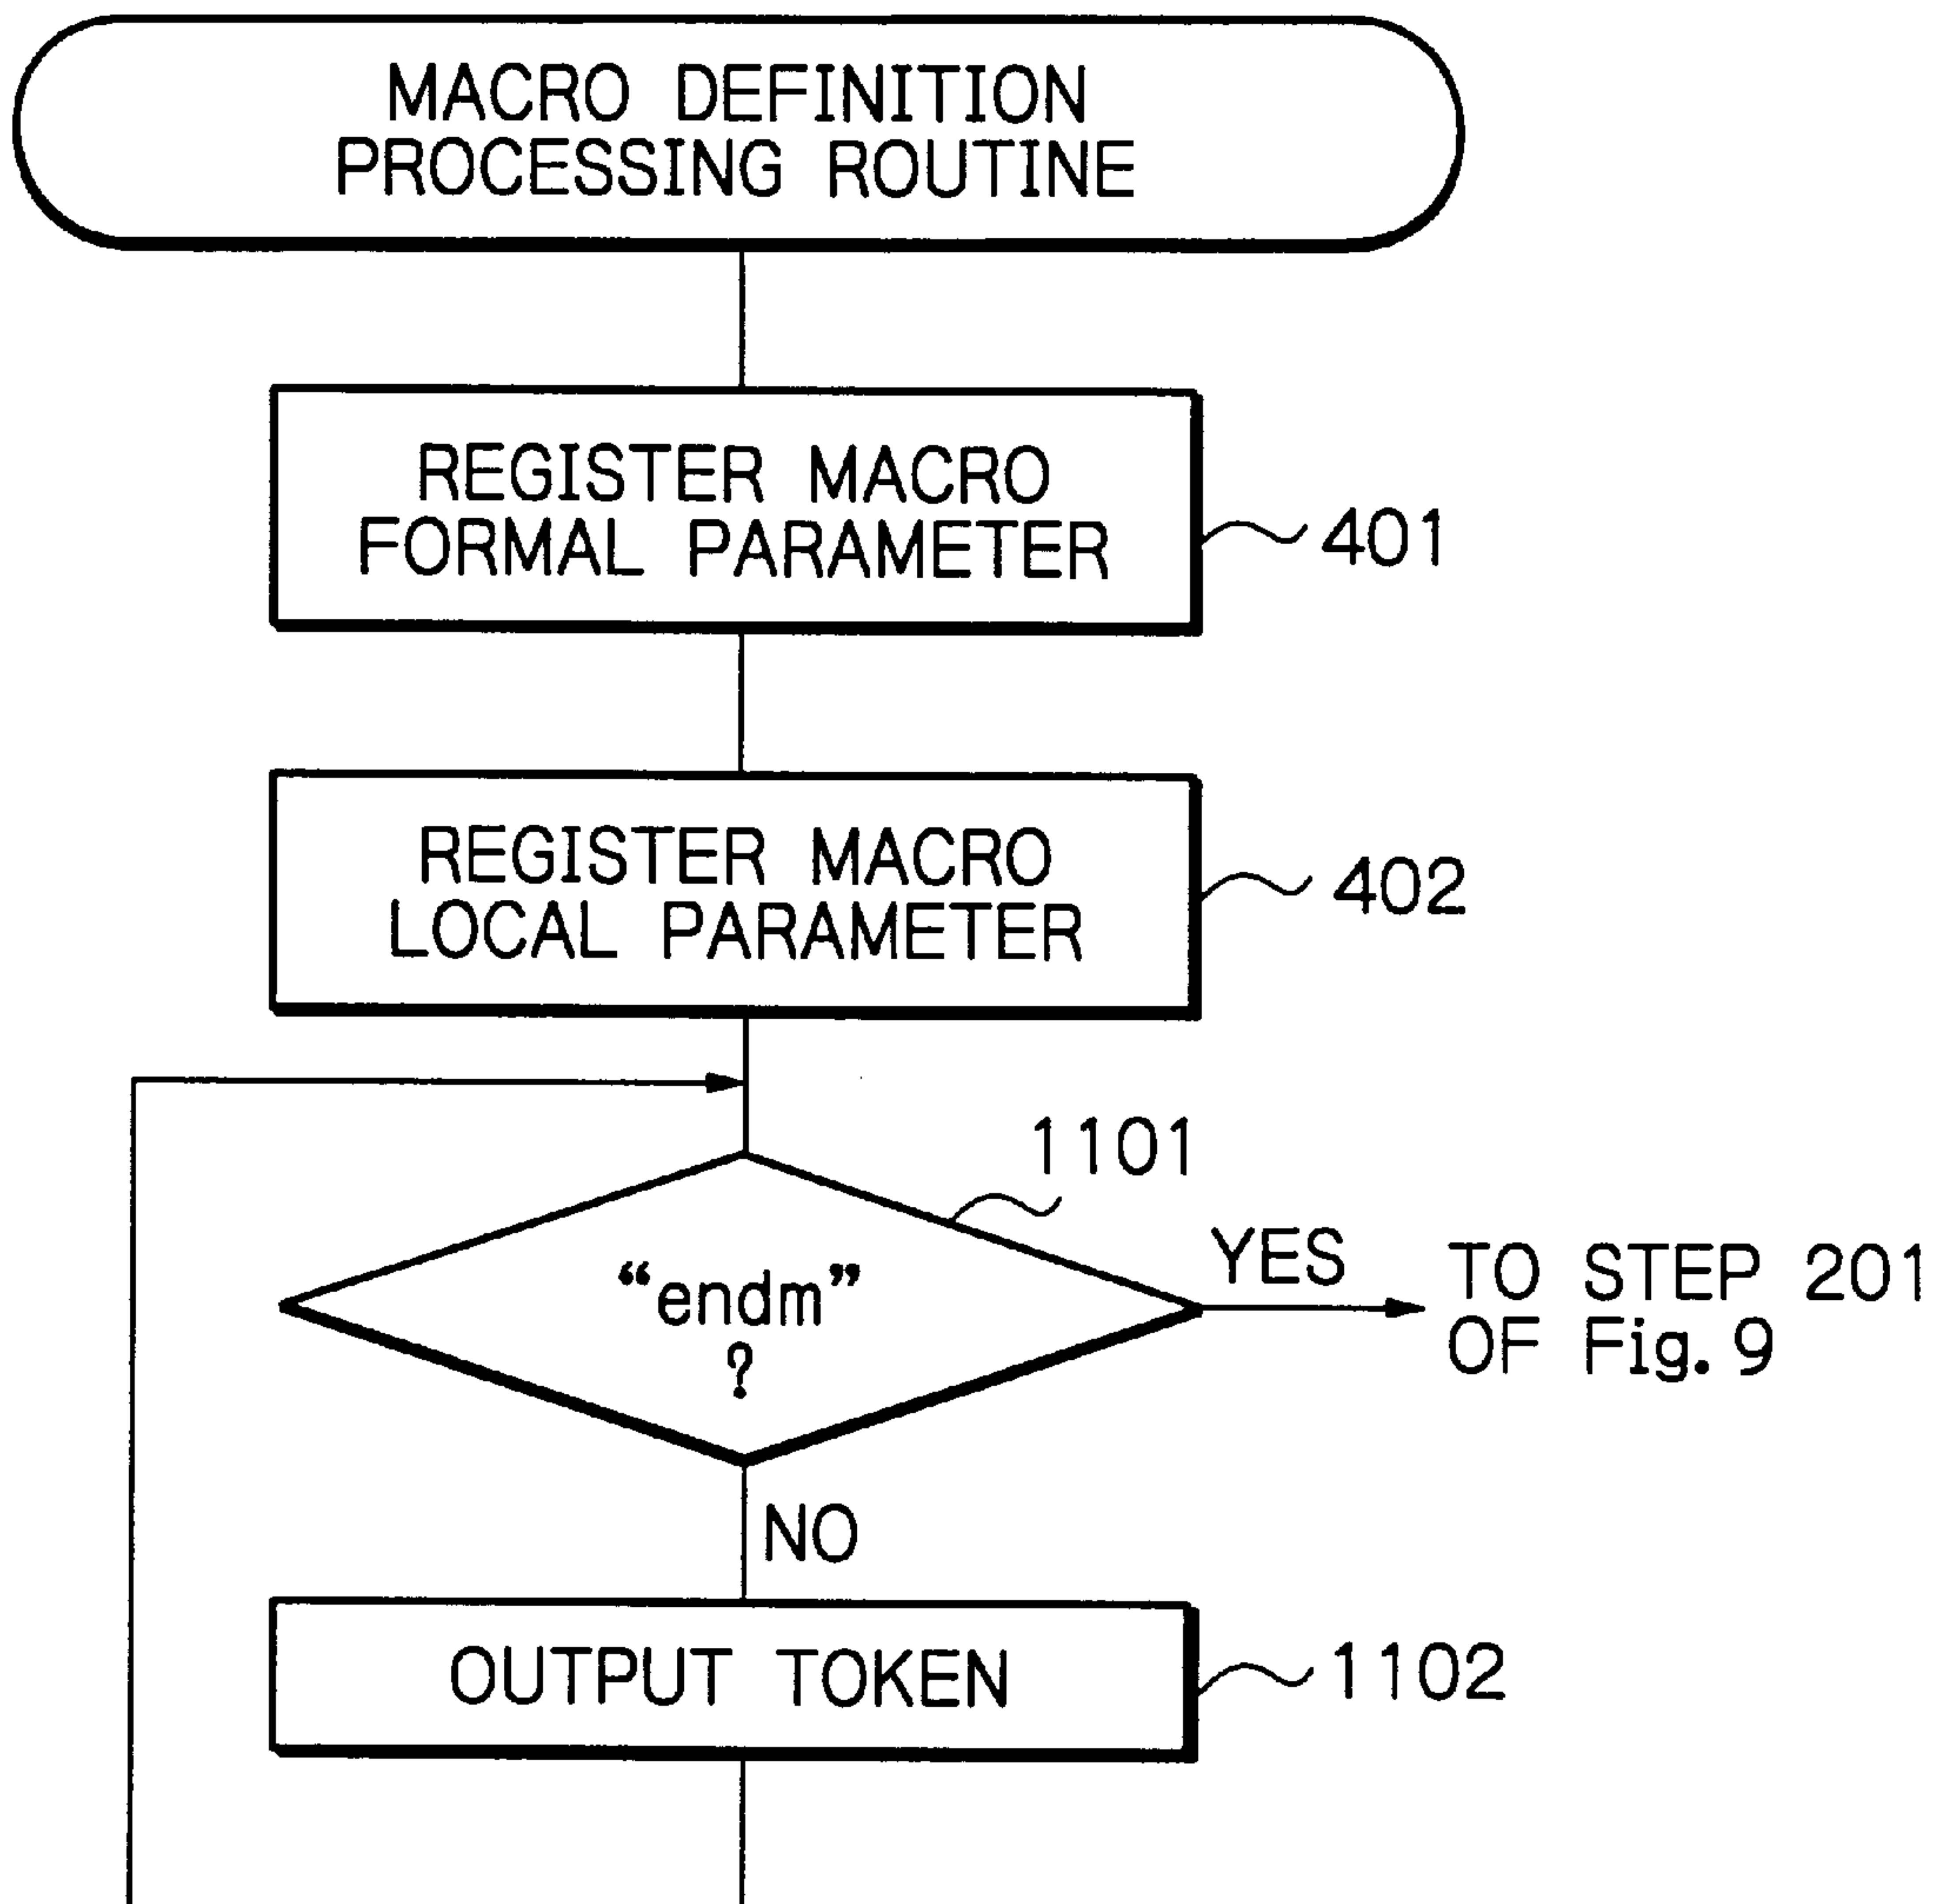 MACRO DEFINITION
PROCESSING ROUTINE
REGISTER MACRO
FORMAL PARAMETER
401
REGISTER MACRO
LOCAL PARAMETER
402
1101
“endm”
?
YES
TO STEP 201
OF Fig. 9
NO
OUTPUT TOKEN
1102